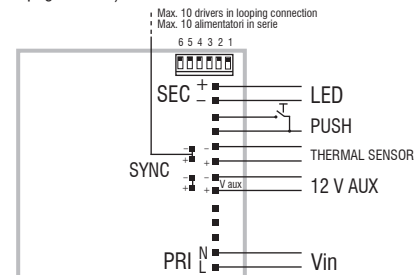 Max. 10 drivers in looping connection
Max. 10 alimentatori in serie
6 5 4 3 2 1
SEC + −
LED
PUSH
THERMAL SENSOR
SYNC
− − +  +
− − + +
V aux
12 V AUX
PRI N L
Vin